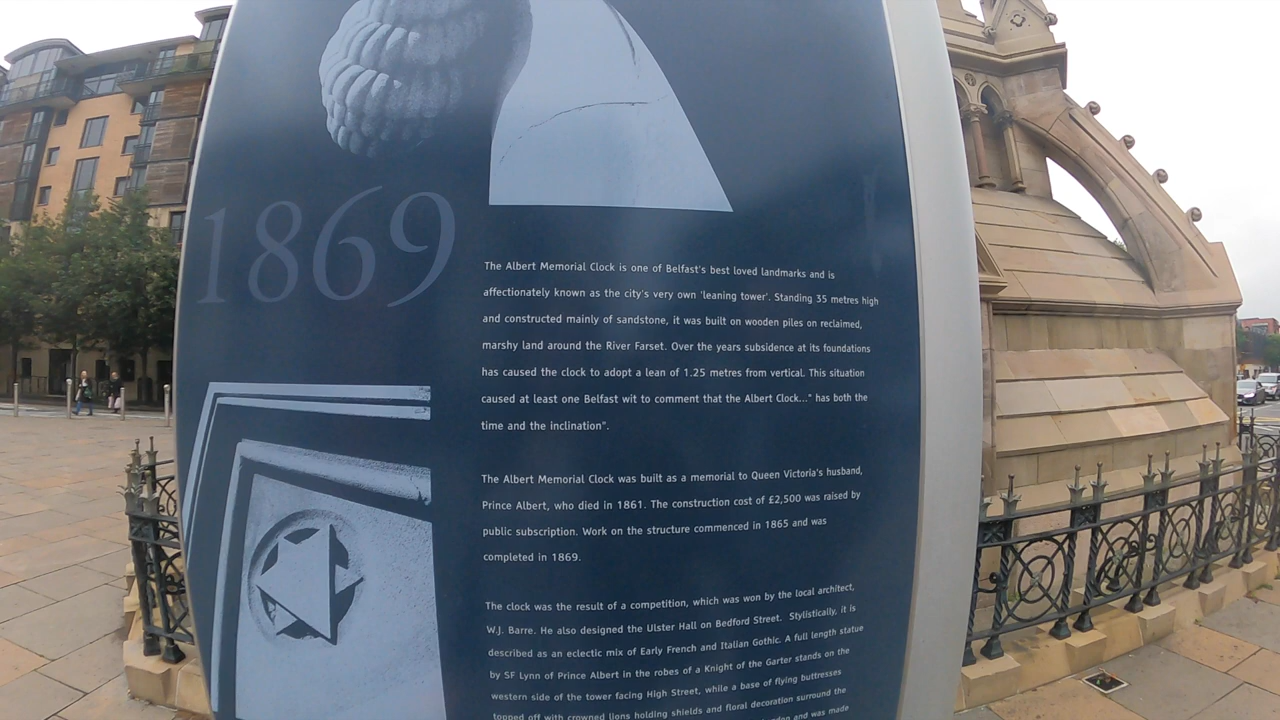 1869
The Albert Memorial Clock is one of Belfast's best loved landmarks and is
affectionately known as the city's very own 'leaning tower'. Standing 35 metres high
and constructed mainly of sandstone, it was built on wooden piles on reclaimed,
marshy land around the River Farset. Over the years subsidence at its foundations
has caused the clock to adopt a lean of 1.25 metres from vertical. This situation
caused at least one Belfast wit to comment that the Albert Clock..." has both the
time and the inclination".
The Albert Memorial Clock was built as a memorial to Queen Victoria's husband,
Prince Albert, who died in 1861. The construction cost of £2,500 was raised by
public subscription. Work on the structure commenced in 1865 and was
completed in 1869.
The clock was the result of a competition, which was won by the local architect,
W.J. Barre. He also designed the Ulster Hall on Bedford Street. Stylistically, it is
described as an eclectic mix of Early French and Italian Gothic. A full length statue
by SF Lynn of Prince Albert in the robes of a Knight of the Garter stands on the
western side of the tower facing High Street, while a base of flying buttresses
topped off with crowned lions holding shields and floral decoration surround the
and was made